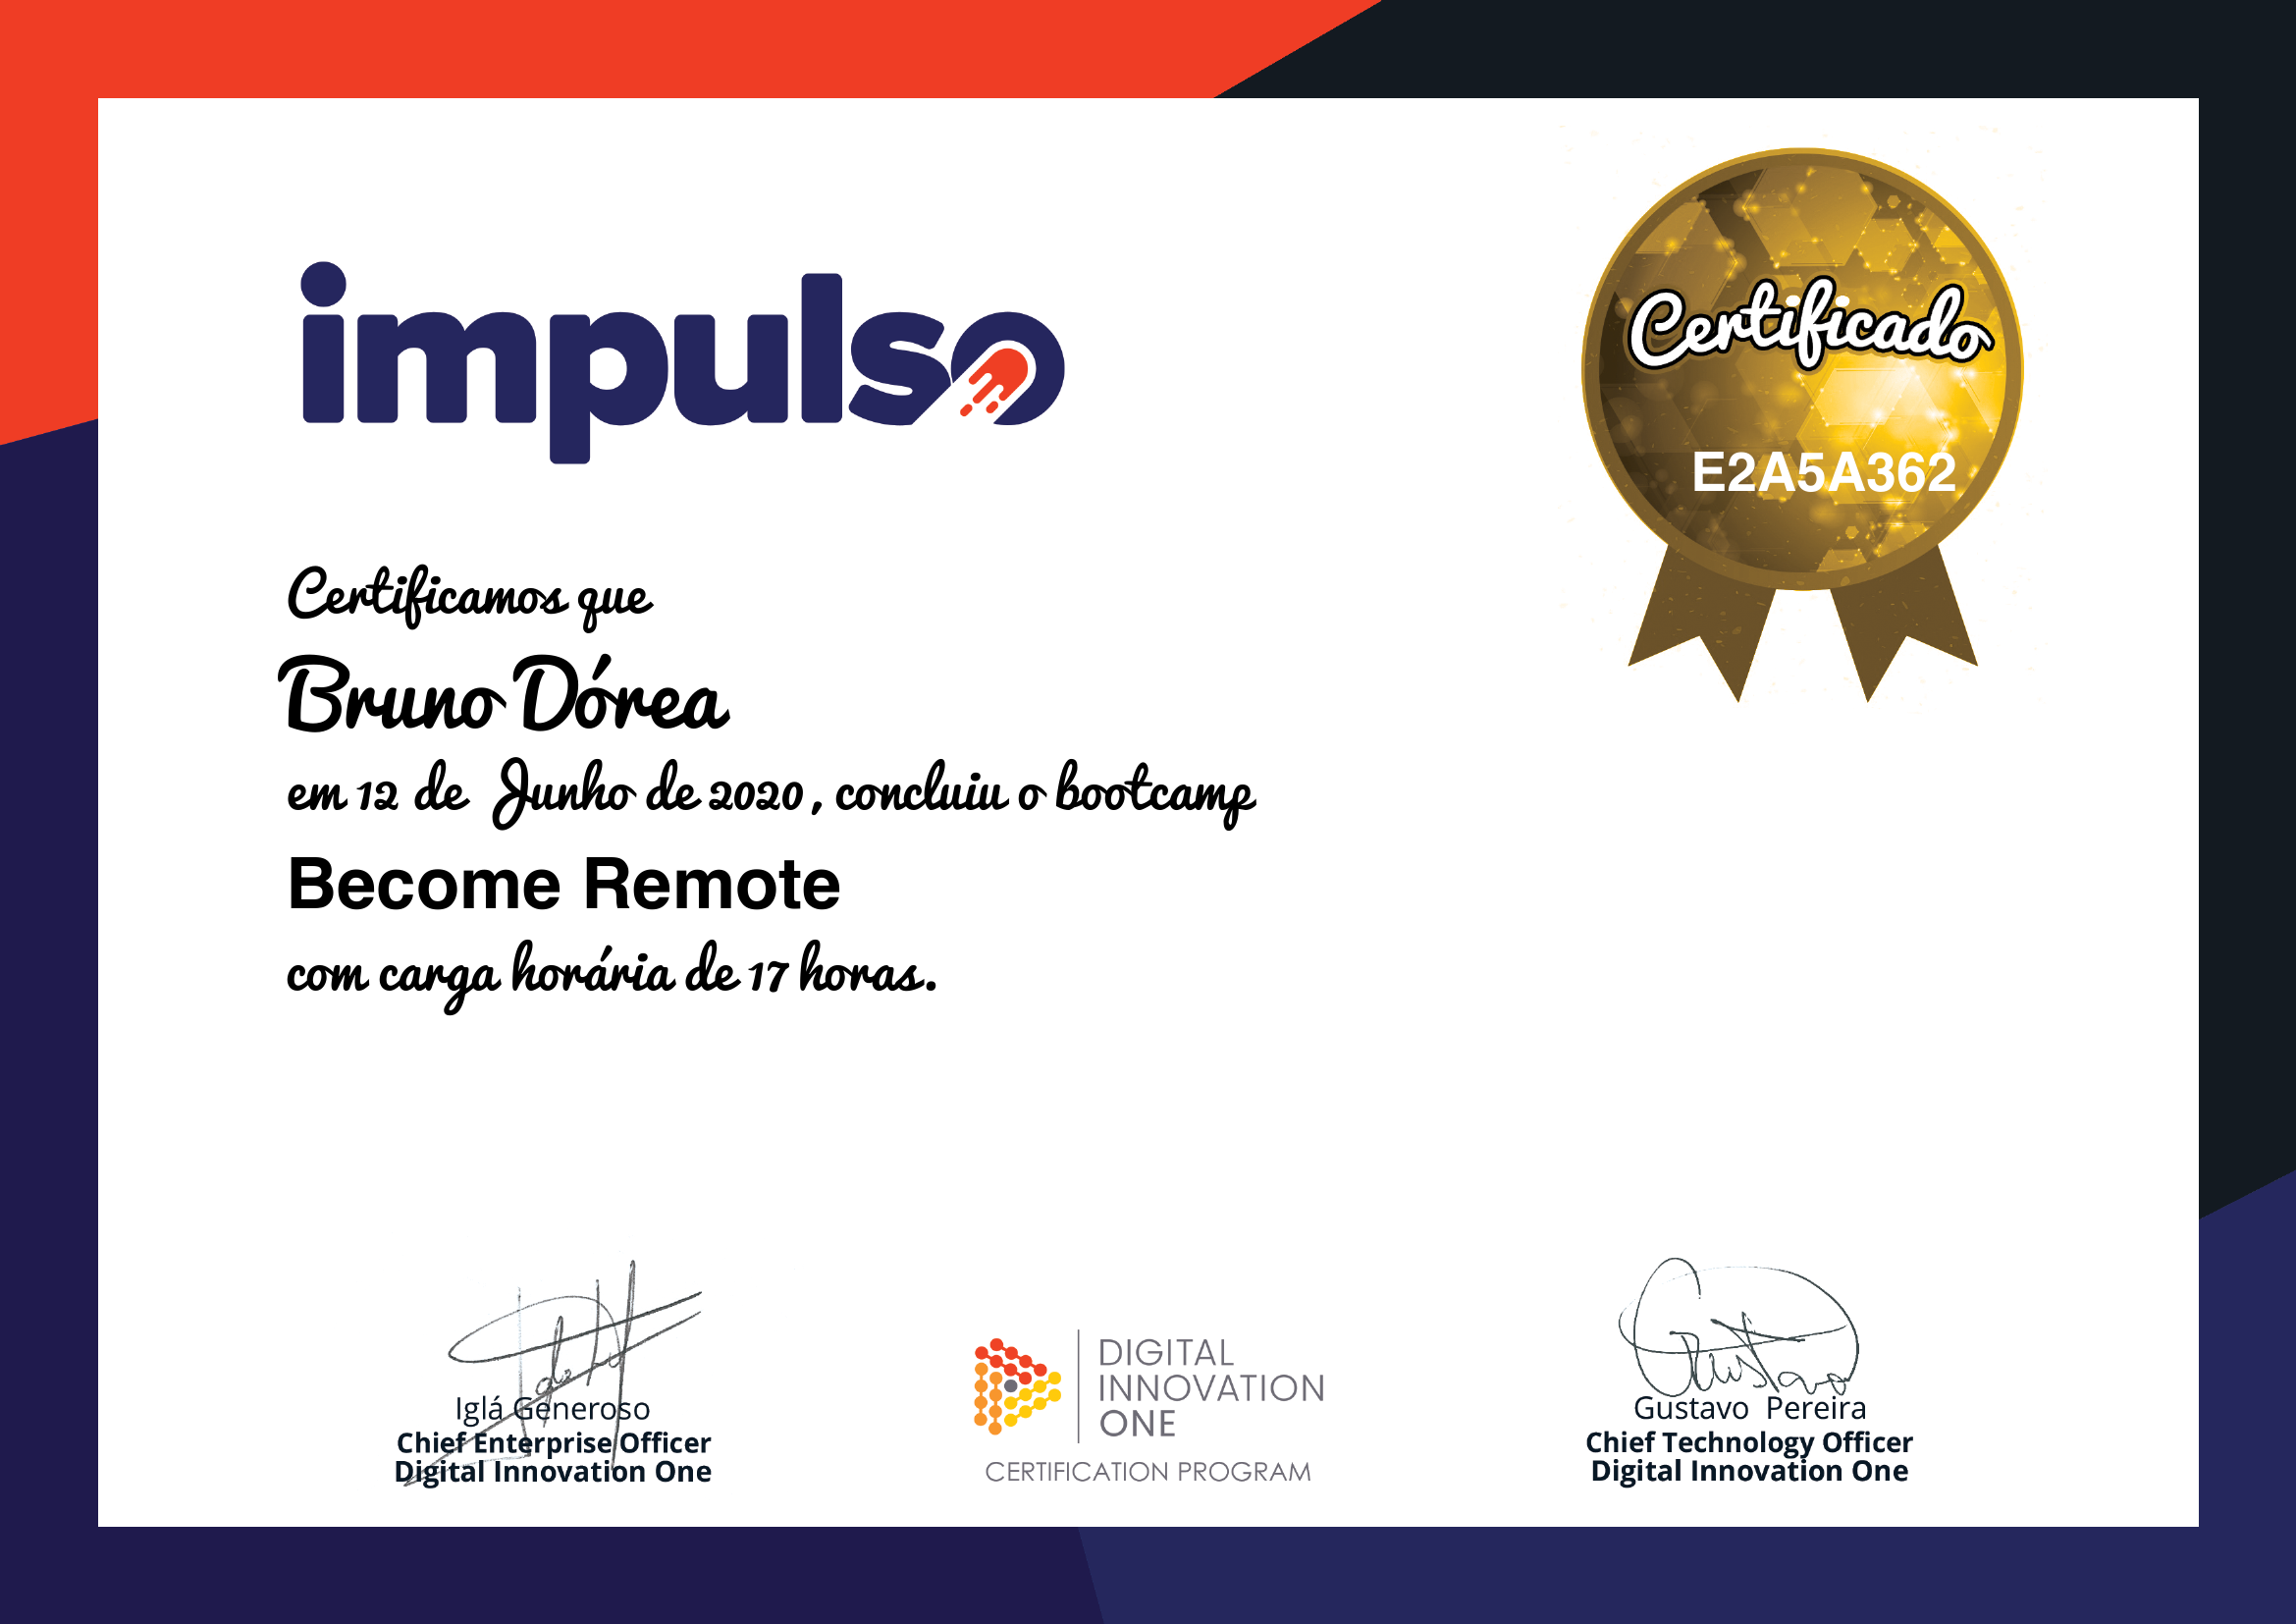 impulso
Certificado
E2A5A362
Certificamos que
Bruno Dórea
em 12 de Junho de 2020, concluiu o bootcamp
Become Remote
com carga horária de 17 horas.
Iglá Generoso
Chief Enterprise Officer
Digital Innovation One
DIGITAL
INNOVATION
ONE
CERTIFICATION PROGRAM
Gustavo
Gustavo Pereira
Chief Technology Officer
Digital Innovation One